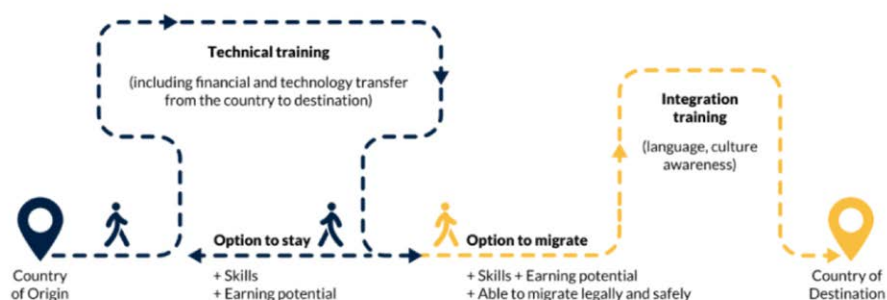 Technical training
(including financial and technology transfer
from the country to destination)
Integration
training
(language, culture
awareness)
Option to stay
Option to migrate
Country
of Origin
+ Skills
+ Earning potential
+ Skills + Earning potential
+ Able to migrate legally and safely
Country of
Destination